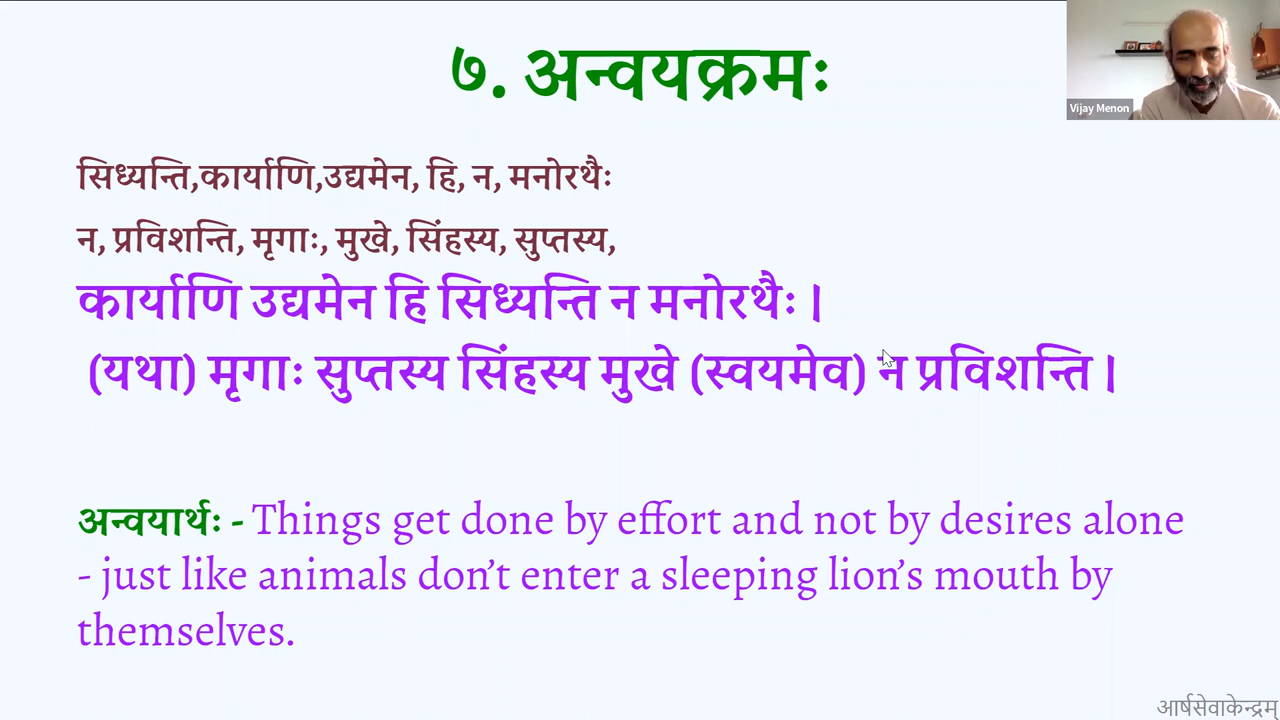 ७. अन्वयक्रमः
Vijay Menon
सिध्यन्ति,कार्याणि,उद्यमेन, हि, न, मनोरथैः
न, प्रविशन्ति, मृगाः, मुखे, सिंहस्य, सुप्तस्य,
कार्याणि उद्यमेन हि सिध्यन्ति न मनोरथैः |
(यथा) मृगाः सुप्तस्य सिंहस्य मुखे (स्वयमेव) न प्रविशन्ति |
अन्वयार्थः - Things get done by effort and not by desires alone
- just like animals don’t enter a sleeping lion’s mouth by
themselves.
आर्षसेवाकेन्द्रम्